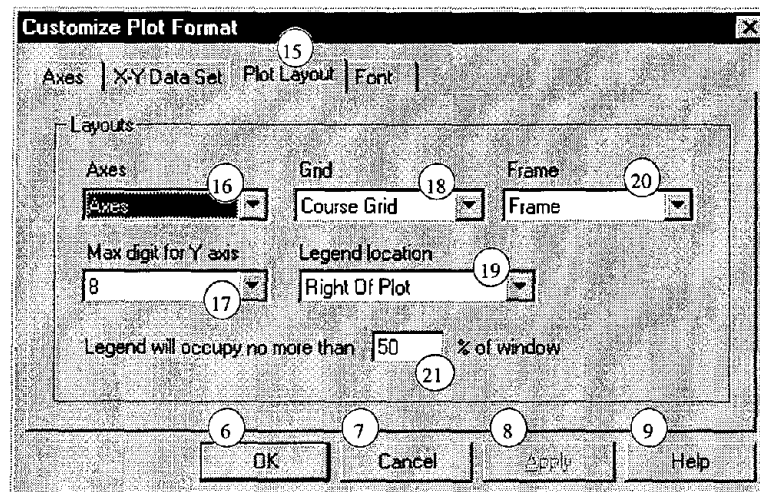 Customize Plot Format
15
Axes X-Y Data Set Plot Layout Font
Layouts
Axes 16 Grid 18 Frame 20
Axes Course Grid Frame
Max digit for Y axis Legend location 19
8 17 Right Of Plot
Legend will occupy no more than 50 % of window
21
6 7 8 9
OK Cancel Apply Help